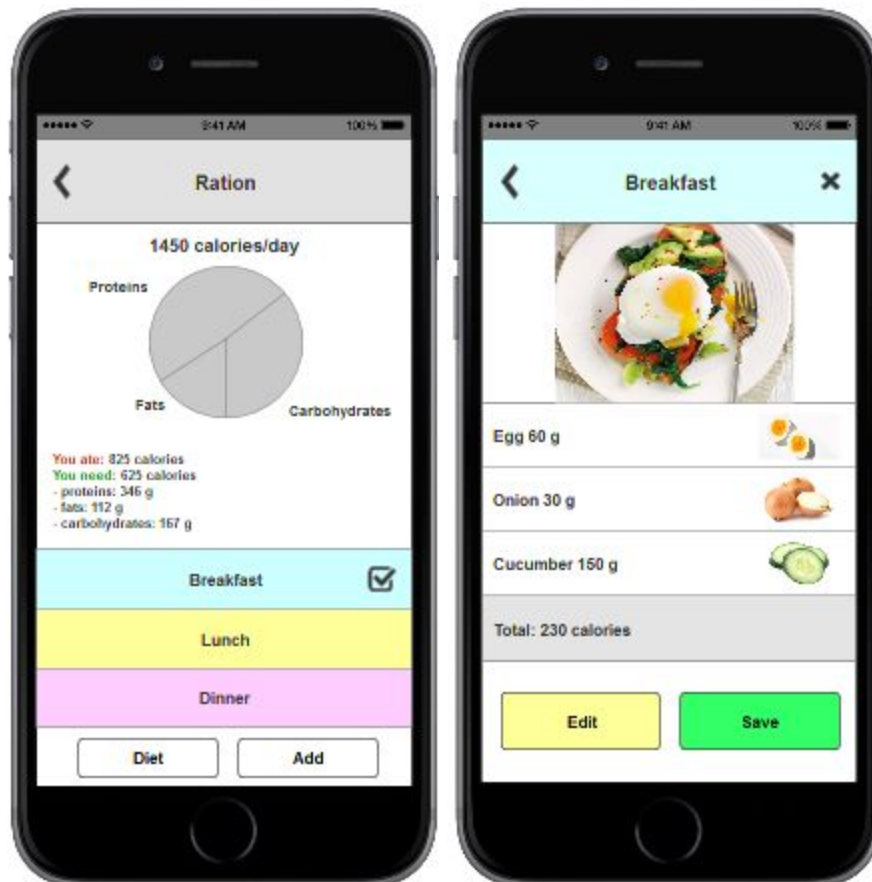 9:41 AM 100%
Ration
1450 calories/day
Proteins
Fats
Carbohydrates
You ate: 825 calories
You need: 625 calories
- proteins: 346 g
- fats: 112 g
- carbohydrates: 167 g
Breakfast
Lunch
Dinner
Diet Add
9:41 AM 100%
Breakfast
Egg 60 g
Onion 30 g
Cucumber 150 g
Total: 230 calories
Edit Save